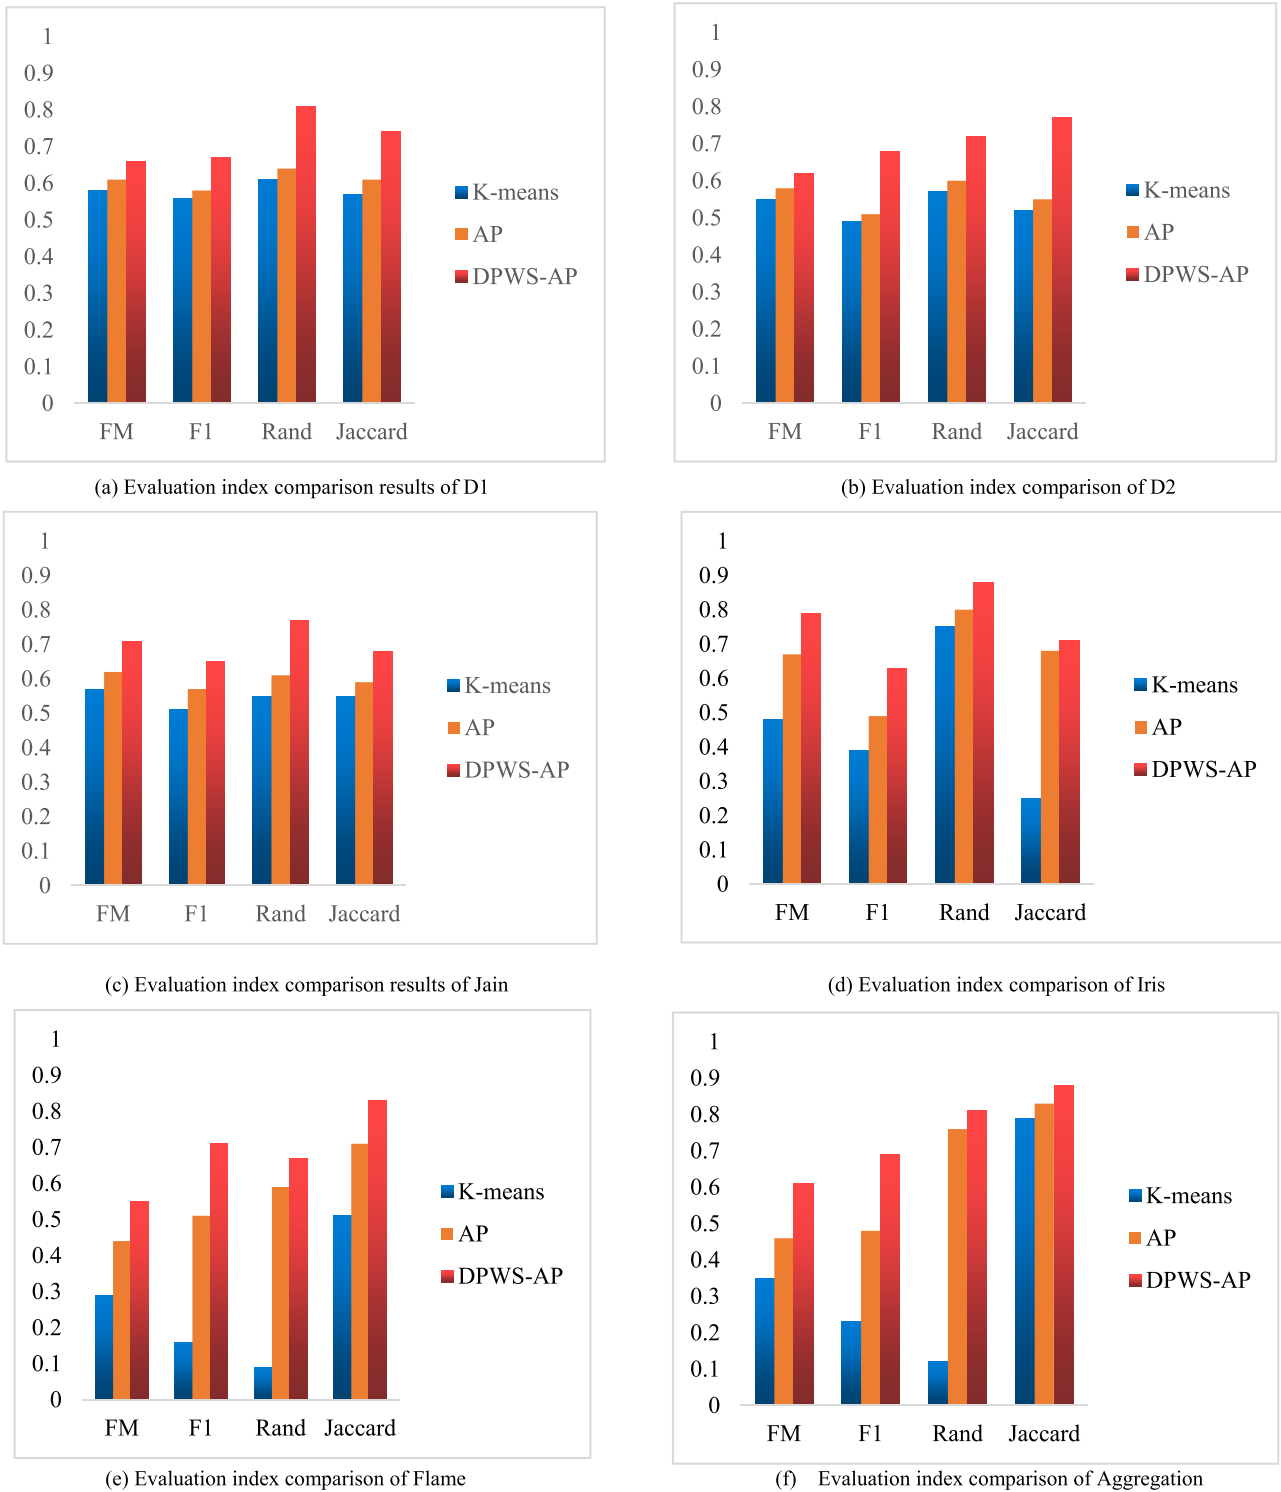 1
0.9
0.8
0.7
0.6
0.5
0.4
0.3
0.2
0.1
0
FM F1 Rand Jaccard
K-means
AP
DPWS-AP
(a) Evaluation index comparison results of D1
1
0.9
0.8
0.7
0.6
0.5
0.4
0.3
0.2
0.1
0
FM F1 Rand Jaccard
K-means
AP
DPWS-AP
(b) Evaluation index comparison of D2
1
0.9
0.8
0.7
0.6
0.5
0.4
0.3
0.2
0.1
0
FM F1 Rand Jaccard
K-means
AP
DPWS-AP
(c) Evaluation index comparison results of Jain
1
0.9
0.8
0.7
0.6
0.5
0.4
0.3
0.2
0.1
0
FM F1 Rand Jaccard
K-means
AP
DPWS-AP
(d) Evaluation index comparison of Iris
1
0.9
0.8
0.7
0.6
0.5
0.4
0.3
0.2
0.1
0
FM F1 Rand Jaccard
K-means
AP
DPWS-AP
(e) Evaluation index comparison of Flame
1
0.9
0.8
0.7
0.6
0.5
0.4
0.3
0.2
0.1
0
FM F1 Rand Jaccard
K-means
AP
DPWS-AP
(f) Evaluation index comparison of Aggregation